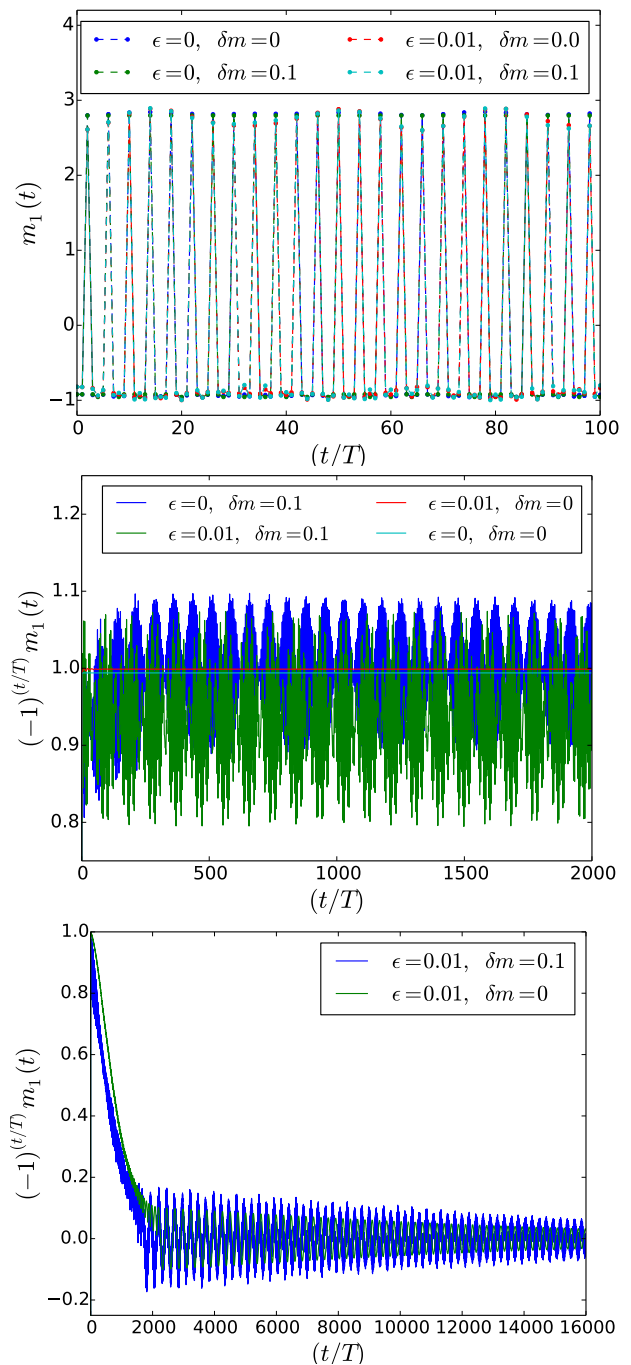 4
ϵ=0, δm=0 ϵ=0.01, δm=0.0
ϵ=0, δm=0.1 ϵ=0.01, δm=0.1
3
2
m₁(t)
1
0
−1
0 20 40 60 80 100
(t/T)
ϵ=0, δm=0.1 ϵ=0.01, δm=0
1.2
ϵ=0.01, δm=0.1 ϵ=0, δm=0
1.1
1.0
(−1)^(t/T) m₁(t)
0.9
0.8
0 500 1000 1500 2000
(t/T)
1.0
ϵ=0.01, δm=0.1
ϵ=0.01, δm=0
0.8
0.6
(−1)^(t/T) m₁(t)
0.4
0.2
0.0
−0.2
0 2000 4000 6000 8000 10000 12000 14000 16000
(t/T)